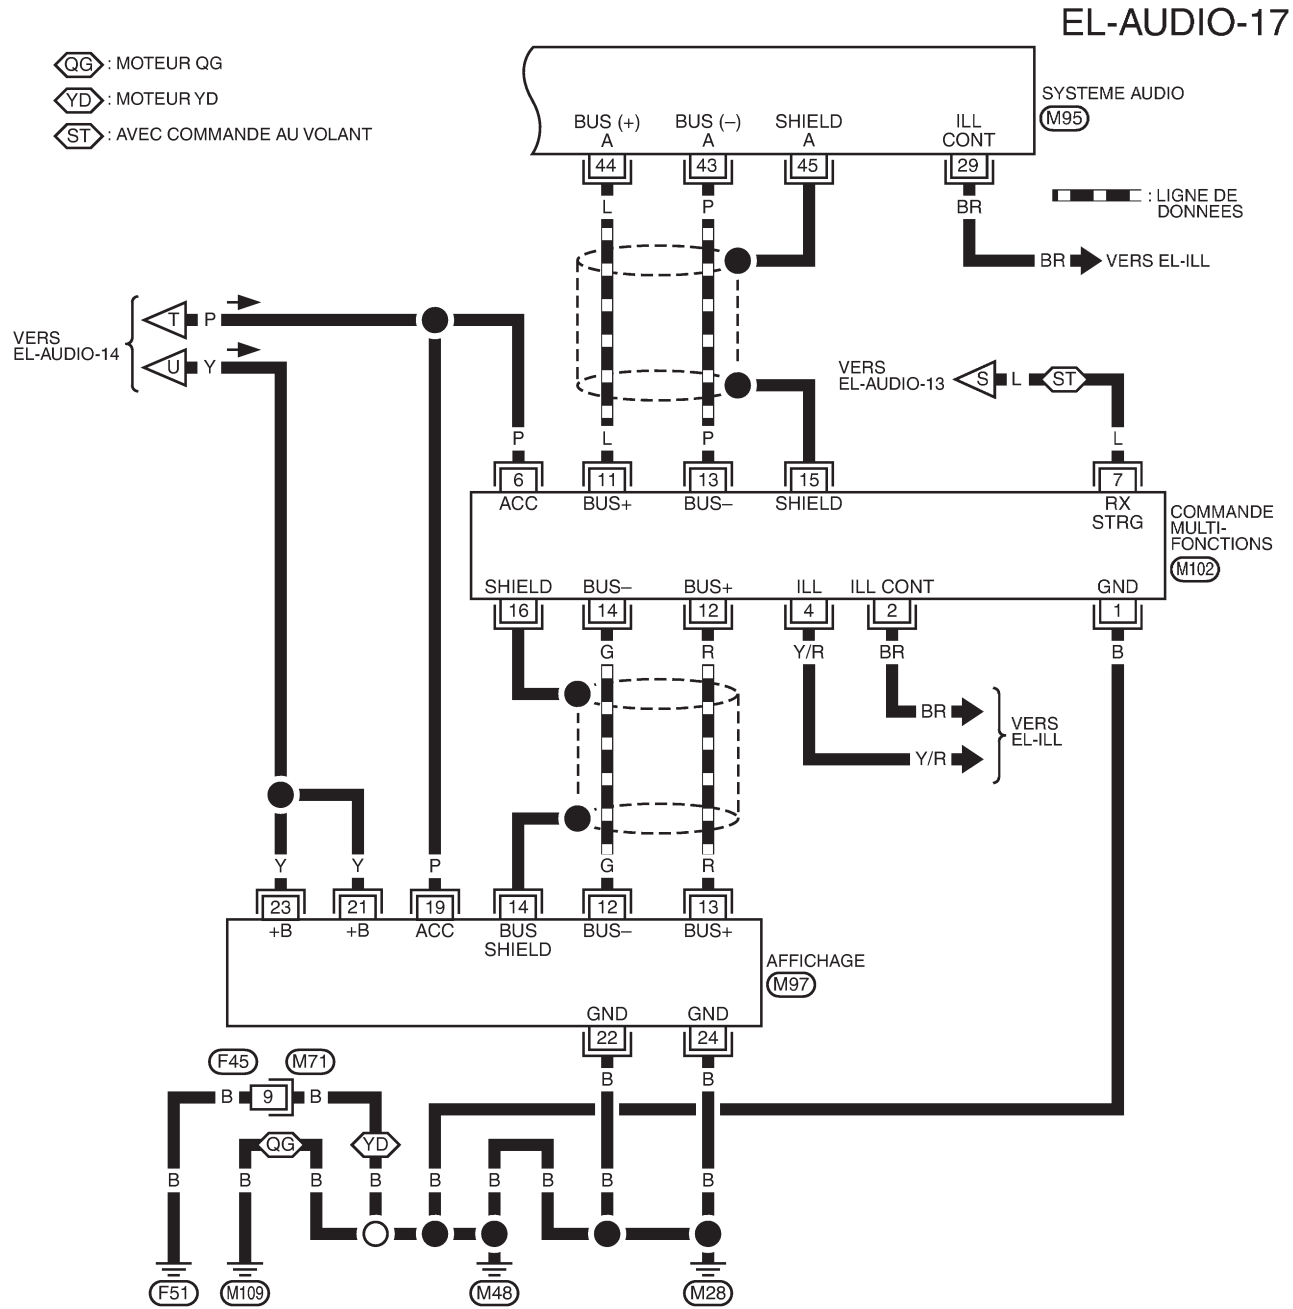 EL-AUDIO-17
QG : MOTEUR QG
YD : MOTEUR YD
ST : AVEC COMMANDE AU VOLANT
SYSTEME AUDIO
M95
BUS (+) BUS (–) SHIELD ILL
A A A CONT
44 43 45 29
L P BR
: LIGNE DE
DONNEES
BR VERS EL-ILL
VERS
EL-AUDIO-14
T P
U Y
VERS
EL-AUDIO-13
S L ST
P L P L
6 11 13 15 7
ACC BUS+ BUS– SHIELD RX
STRG
COMMANDE
MULTI-
FONCTIONS
M102
SHIELD BUS– BUS+ ILL ILL CONT GND
16 14 12 4 2 1
G R Y/R BR B
BR
Y/R
VERS
EL-ILL
Y Y P G R
23 21 19 14 12 13
+B +B ACC BUS BUS– BUS+
SHIELD
AFFICHAGE
M97
GND GND
22 24
B B
F45 M71
B 9 B
QG YD
B B B B B B B B B
F51 M109 M48 M28